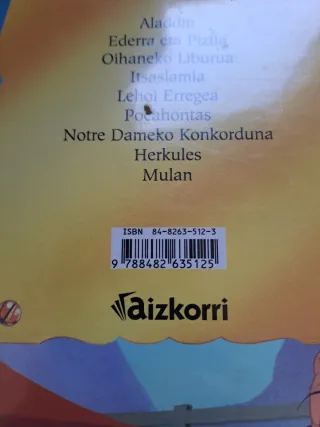 Aladdin
Ederra eta Piztia
Oihaneko Liburua
Itsaslamia
Lehoi Erregea
Pocahontas
Notre Dameko Konkorduna
Herkules
Mulan
ISBN 84-8263-512-3
9 788482 635125
aizkorri